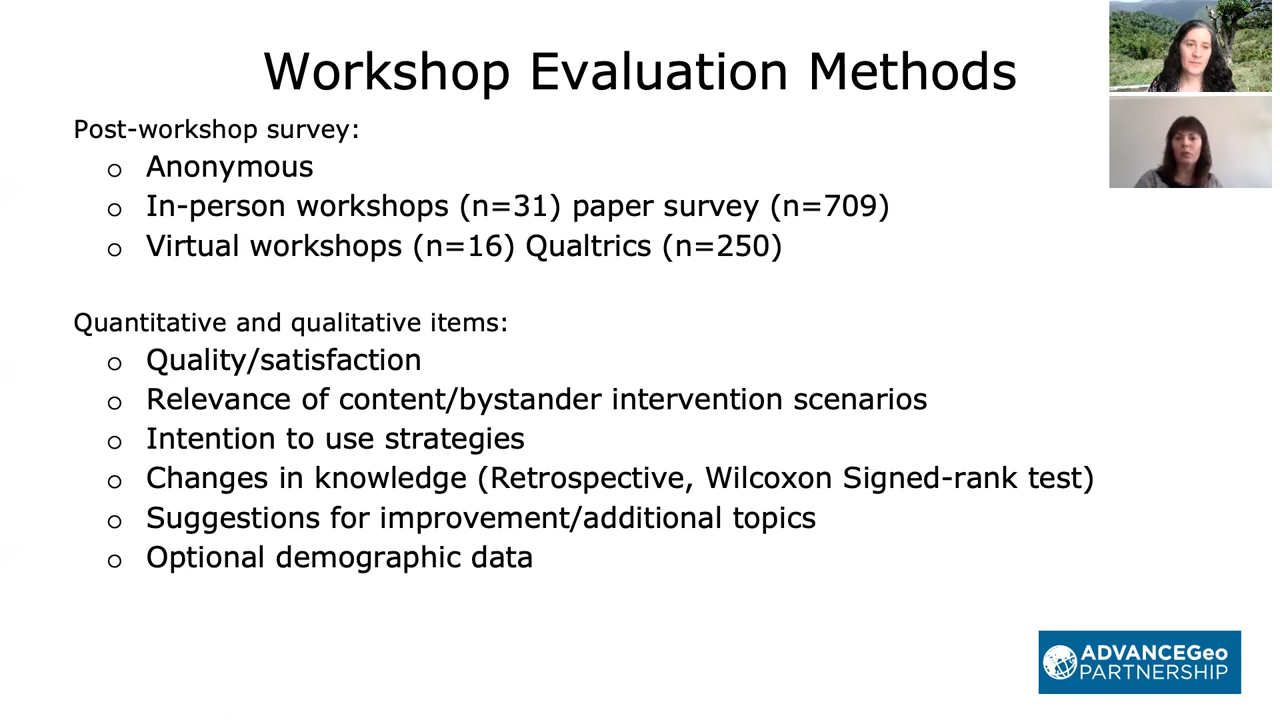 Workshop Evaluation Methods
Post-workshop survey:
o Anonymous
o In-person workshops (n=31) paper survey (n=709)
o Virtual workshops (n=16) Qualtrics (n=250)
Quantitative and qualitative items:
o Quality/satisfaction
o Relevance of content/bystander intervention scenarios
o Intention to use strategies
o Changes in knowledge (Retrospective, Wilcoxon Signed-rank test)
o Suggestions for improvement/additional topics
o Optional demographic data
ADVANCEGeo
PARTNERSHIP